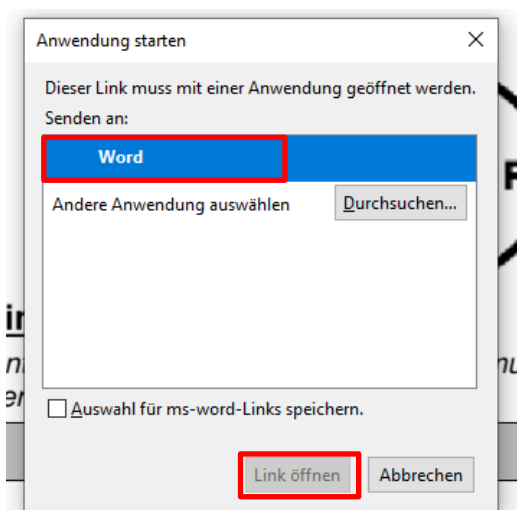 Anwendung starten
Dieser Link muss mit einer Anwendung geöffnet werden.
Senden an:
Word
Andere Anwendung auswählen
Durchsuchen...
Auswahl für ms-word-Links speichern.
Link öffnen
Abbrechen